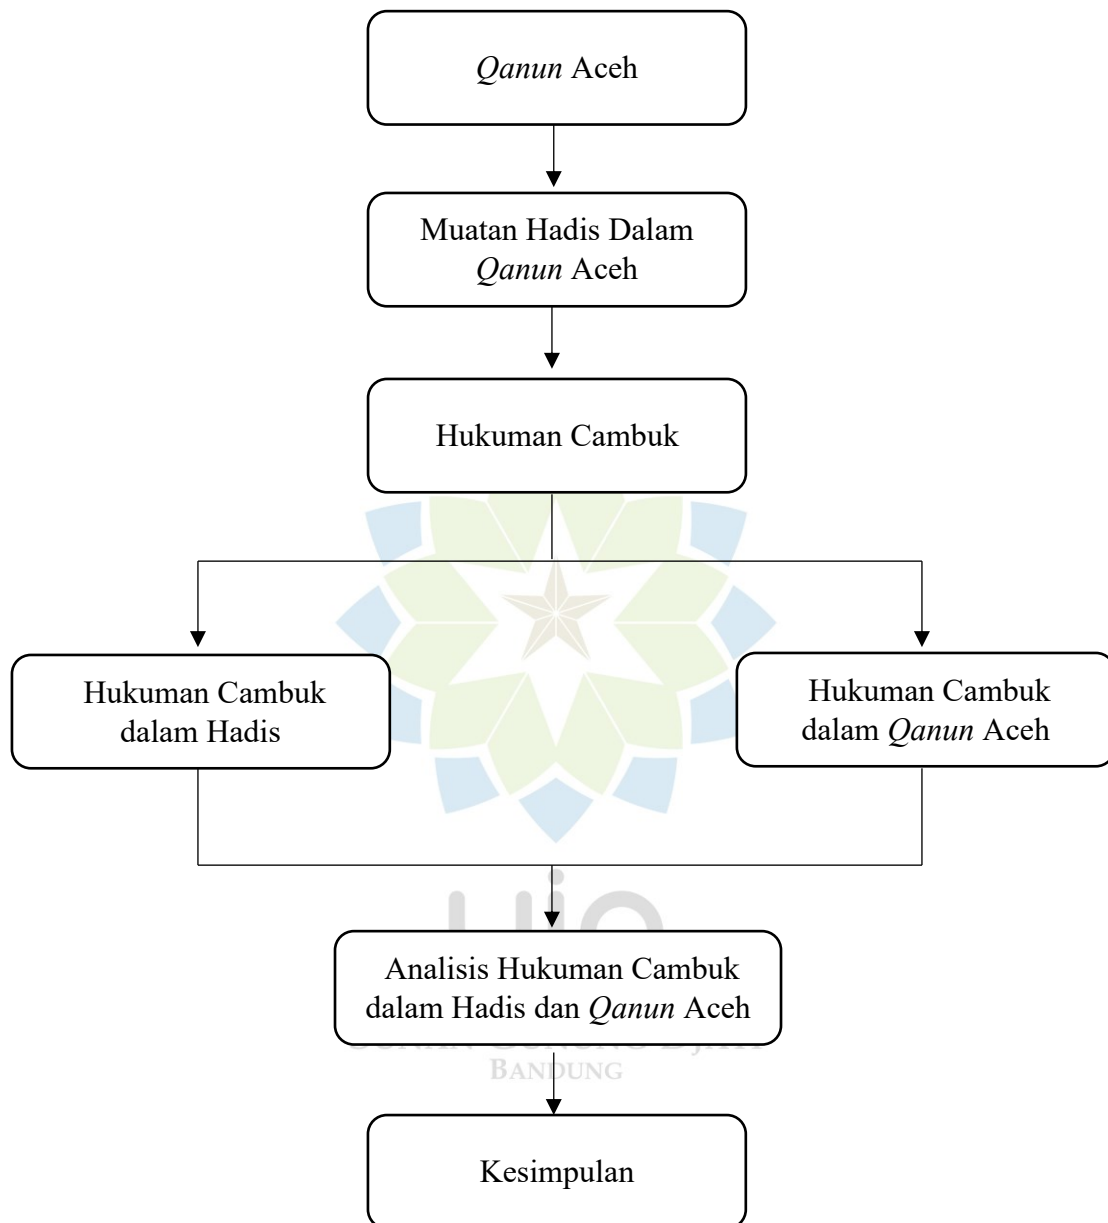 Qanun Aceh
Muatan Hadis Dalam
Qanun Aceh
Hukuman Cambuk
Hukuman Cambuk
dalam Hadis
Hukuman Cambuk
dalam Qanun Aceh
Analisis Hukuman Cambuk
dalam Hadis dan Qanun Aceh
BANDUNG
Kesimpulan